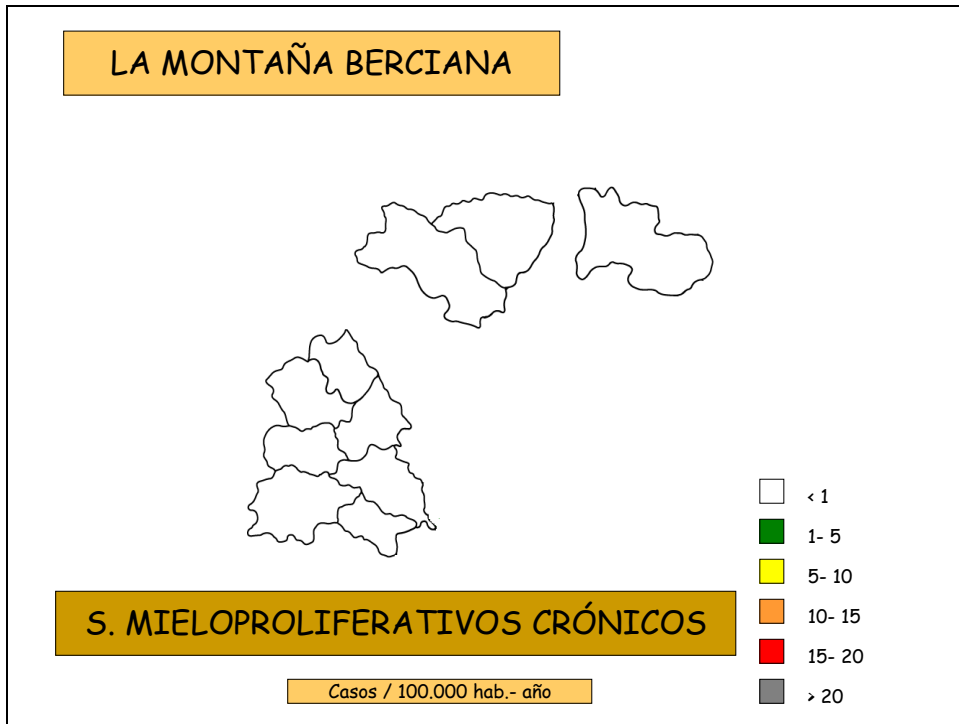 LA MONTAÑA BERCIANA
< 1
1- 5
5- 10
10- 15
15- 20
> 20
S. MIELOPROLIFERATIVOS CRÓNICOS
Casos / 100.000 hab.- año